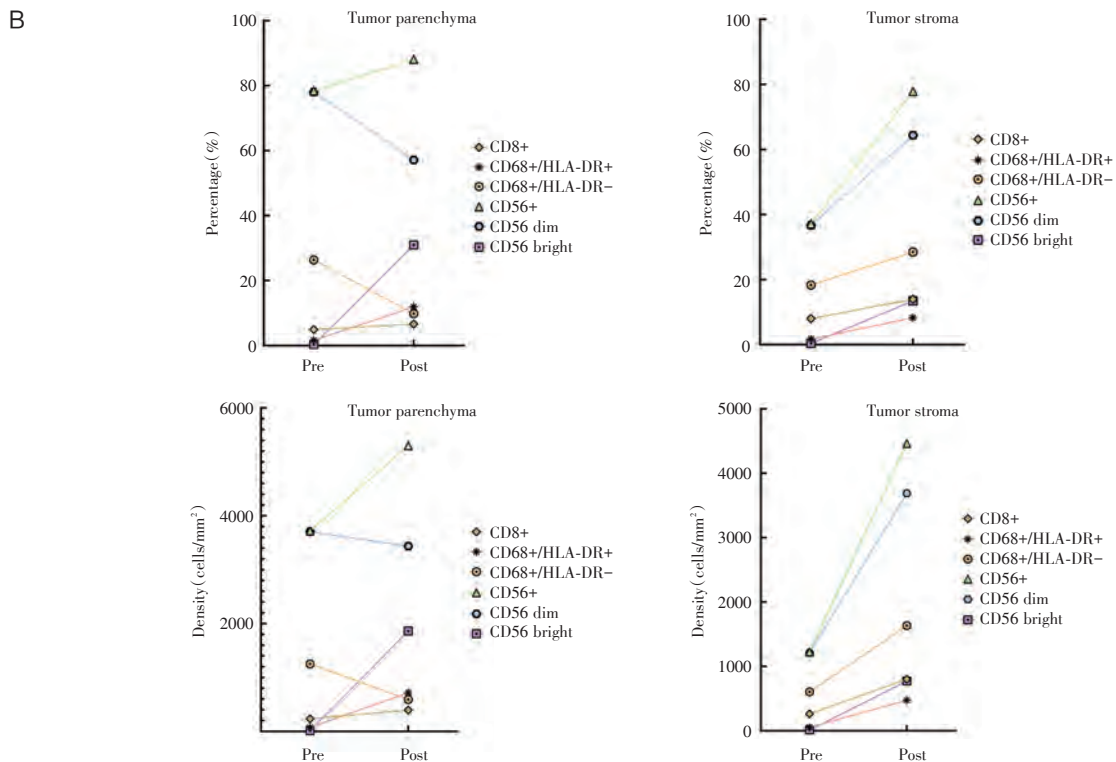 B
Tumor parenchyma
100
80
60
40
20
0
Percentage(%)
Pre
Post
CD8+
CD68+/HLA-DR+
CD68+/HLA-DR−
CD56+
CD56 dim
CD56 bright
Tumor stroma
100
80
60
40
20
0
Percentage(%)
Pre
Post
CD8+
CD68+/HLA-DR+
CD68+/HLA-DR−
CD56+
CD56 dim
CD56 bright
Tumor parenchyma
6000
4000
2000
Density(cells/mm²)
Pre
Post
CD8+
CD68+/HLA-DR+
CD68+/HLA-DR−
CD56+
CD56 dim
CD56 bright
Tumor stroma
5000
4000
3000
2000
1000
0
Density(cells/mm²)
Pre
Post
CD8+
CD68+/HLA-DR+
CD68+/HLA-DR−
CD56+
CD56 dim
CD56 bright